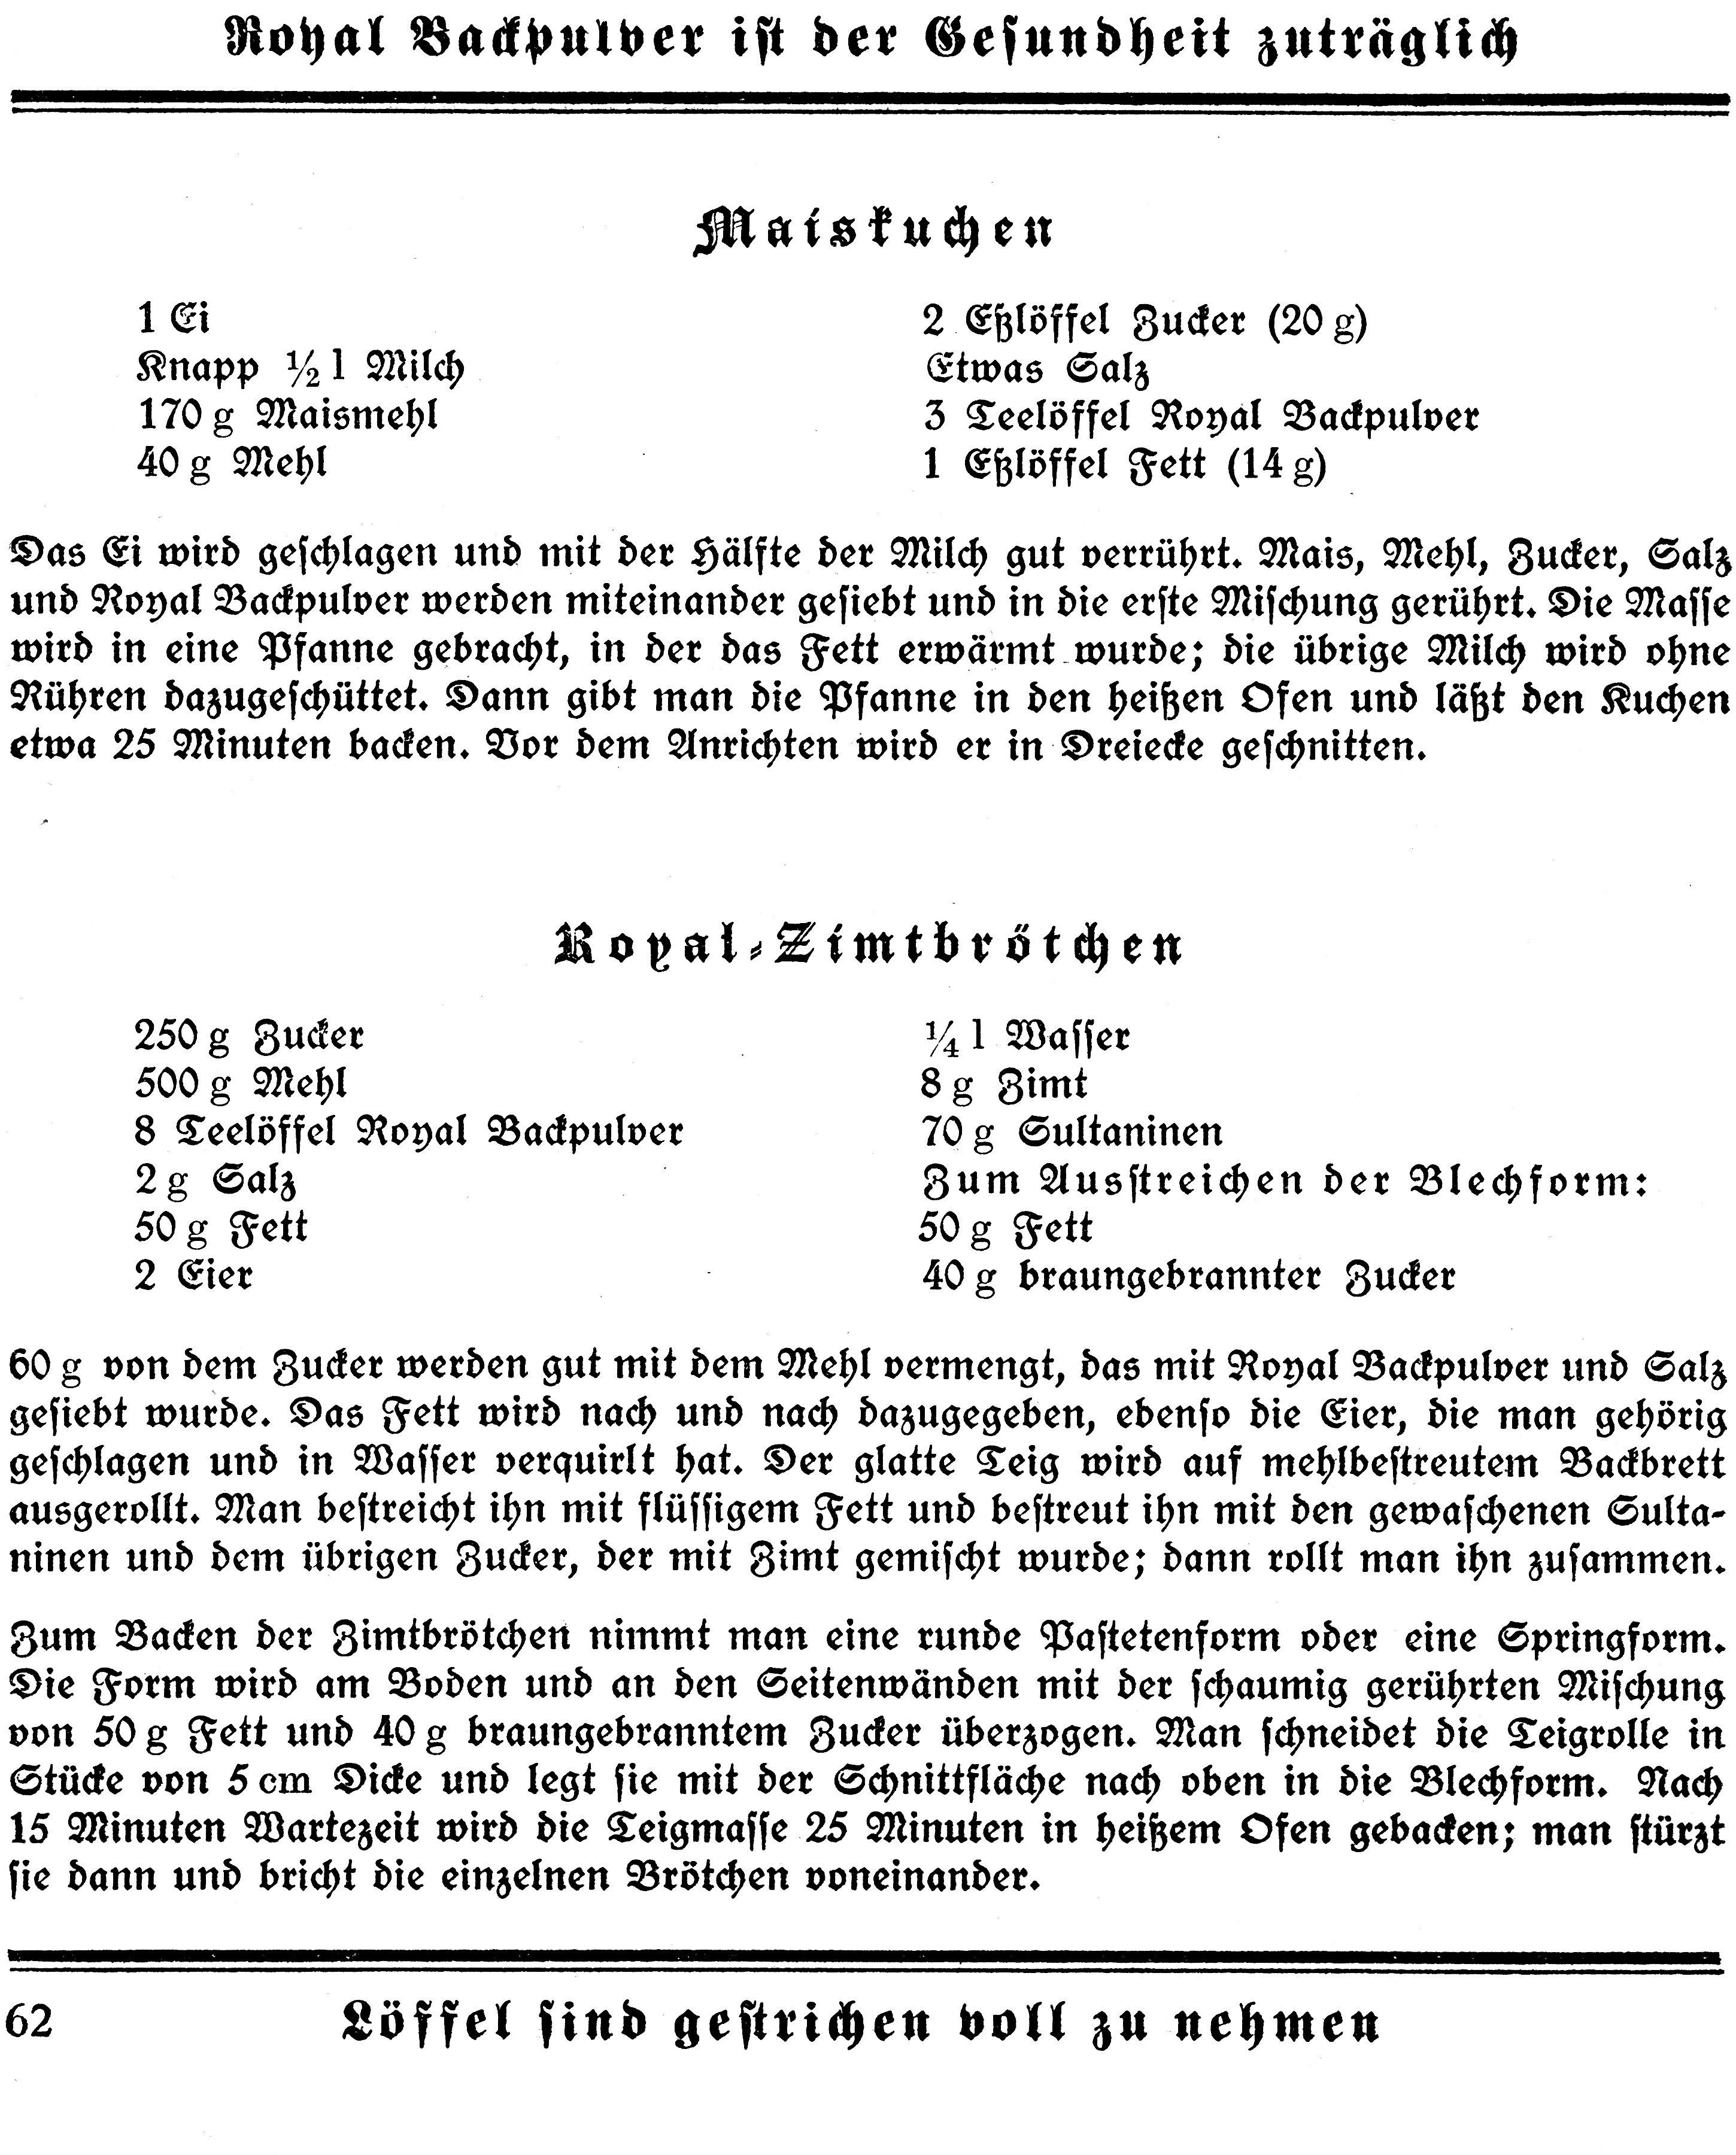 Royal Backpulver ist der Gesundheit zuträglich
Maiskuchen
1 Ei
Knapp ½ l Milch
170 g Maismehl
40 g Mehl
2 Eßlöffel Zucker (20 g)
Etwas Salz
3 Teelöffel Royal Backpulver
1 Eßlöffel Fett (14 g)
Das Ei wird geschlagen und mit der Hälfte der Milch gut verrührt. Mais, Mehl, Zucker, Salz
und Royal Backpulver werden miteinander gesiebt und in die erste Mischung gerührt. Die Masse
wird in eine Pfanne gebracht, in der das Fett erwärmt wurde; die übrige Milch wird ohne
Rühren dazugeschüttet. Dann gibt man die Pfanne in den heißen Ofen und läßt den Kuchen
etwa 25 Minuten backen. Vor dem Anrichten wird er in Dreiecke geschnitten.
Royal-Zimtbrötchen
250 g Zucker
500 g Mehl
8 Teelöffel Royal Backpulver
2 g Salz
50 g Fett
2 Eier
¼ l Wasser
8 g Zimt
70 g Sultaninen
Zum Ausstreichen der Blechform:
50 g Fett
40 g braungebrannter Zucker
60 g von dem Zucker werden gut mit dem Mehl vermengt, das mit Royal Backpulver und Salz
gesiebt wurde. Das Fett wird nach und nach dazugegeben, ebenso die Eier, die man gehörig
geschlagen und in Wasser verquirlt hat. Der glatte Teig wird auf mehlbestreutem Backbrett
ausgerollt. Man bestreicht ihn mit flüssigem Fett und bestreut ihn mit den gewaschenen Sulta-
ninen und dem übrigen Zucker, der mit Zimt gemischt wurde; dann rollt man ihn zusammen.
Zum Backen der Zimtbrötchen nimmt man eine runde Pastetenform oder eine Springform.
Die Form wird am Boden und an den Seitenwänden mit der schaumig gerührten Mischung
von 50 g Fett und 40 g braungebranntem Zucker überzogen. Man schneidet die Teigrolle in
Stücke von 5 cm Dicke und legt sie mit der Schnittfläche nach oben in die Blechform. Nach
15 Minuten Wartezeit wird die Teigmasse 25 Minuten in heißem Ofen gebacken; man stürzt
sie dann und bricht die einzelnen Brötchen voneinander.
62 Löffel sind gestrichen voll zu nehmen